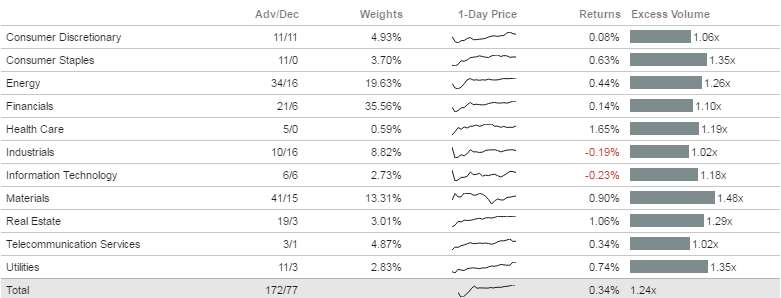 Adv/Dec Weights 1-Day Price Returns Excess Volume
Consumer Discretionary 11/11 4.93% 0.08% 1.06x
Consumer Staples 11/0 3.70% 0.63% 1.35x
Energy 34/16 19.63% 0.44% 1.26x
Financials 21/6 35.56% 0.14% 1.10x
Health Care 5/0 0.59% 1.65% 1.19x
Industrials 10/16 8.82% -0.19% 1.02x
Information Technology 6/6 2.73% -0.23% 1.18x
Materials 41/15 13.31% 0.90% 1.48x
Real Estate 19/3 3.01% 1.06% 1.29x
Telecommunication Services 3/1 4.87% 0.34% 1.02x
Utilities 11/3 2.83% 0.74% 1.35x
Total 172/77 0.34% 1.24x